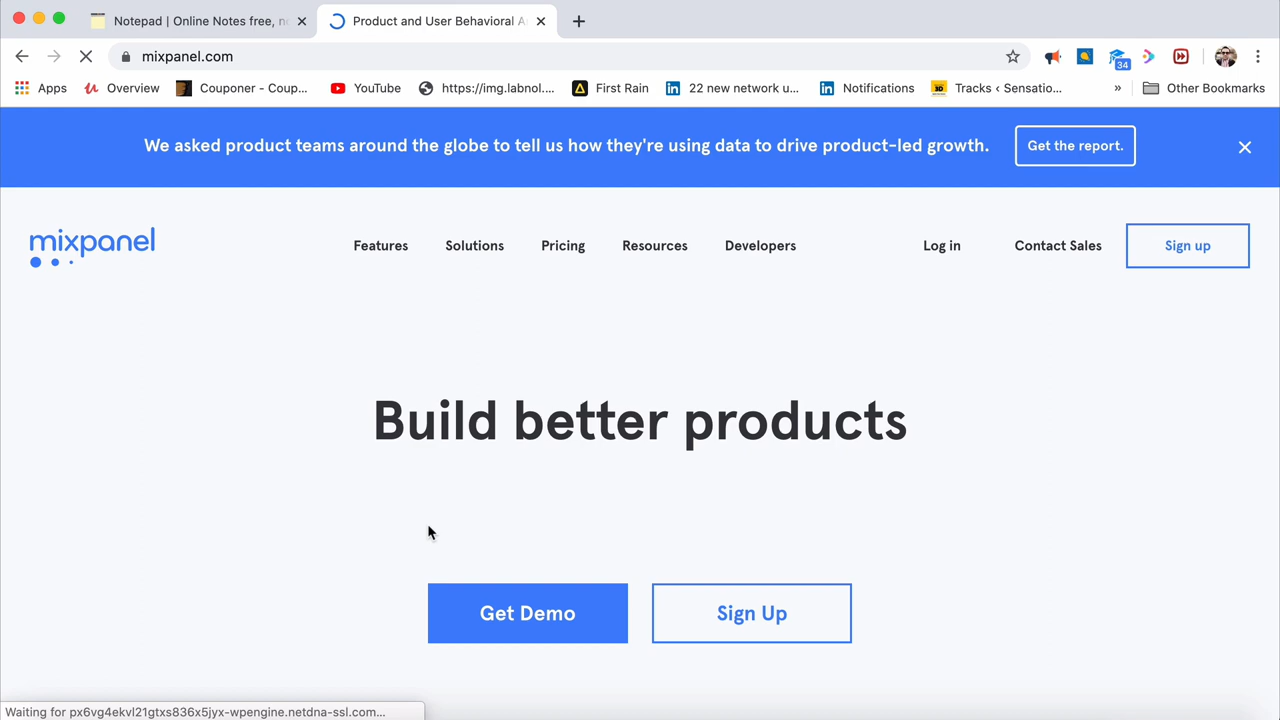 Notepad | Online Notes free, n
Product and User Behavioral A
mixpanel.com
34
Apps
Overview
Couponer - Coup...
YouTube
https://img.labnol....
First Rain
22 new network u...
Notifications
Tracks ‹ Sensatio...
»
Other Bookmarks
We asked product teams around the globe to tell us how they're using data to drive product-led growth.
Get the report.
mixpanel
Features
Solutions
Pricing
Resources
Developers
Log in
Contact Sales
Sign up
Build better products
Get Demo
Sign Up
Waiting for px6vg4ekvl21gtxs836x5jyx-wpengine.netdna-ssl.com...